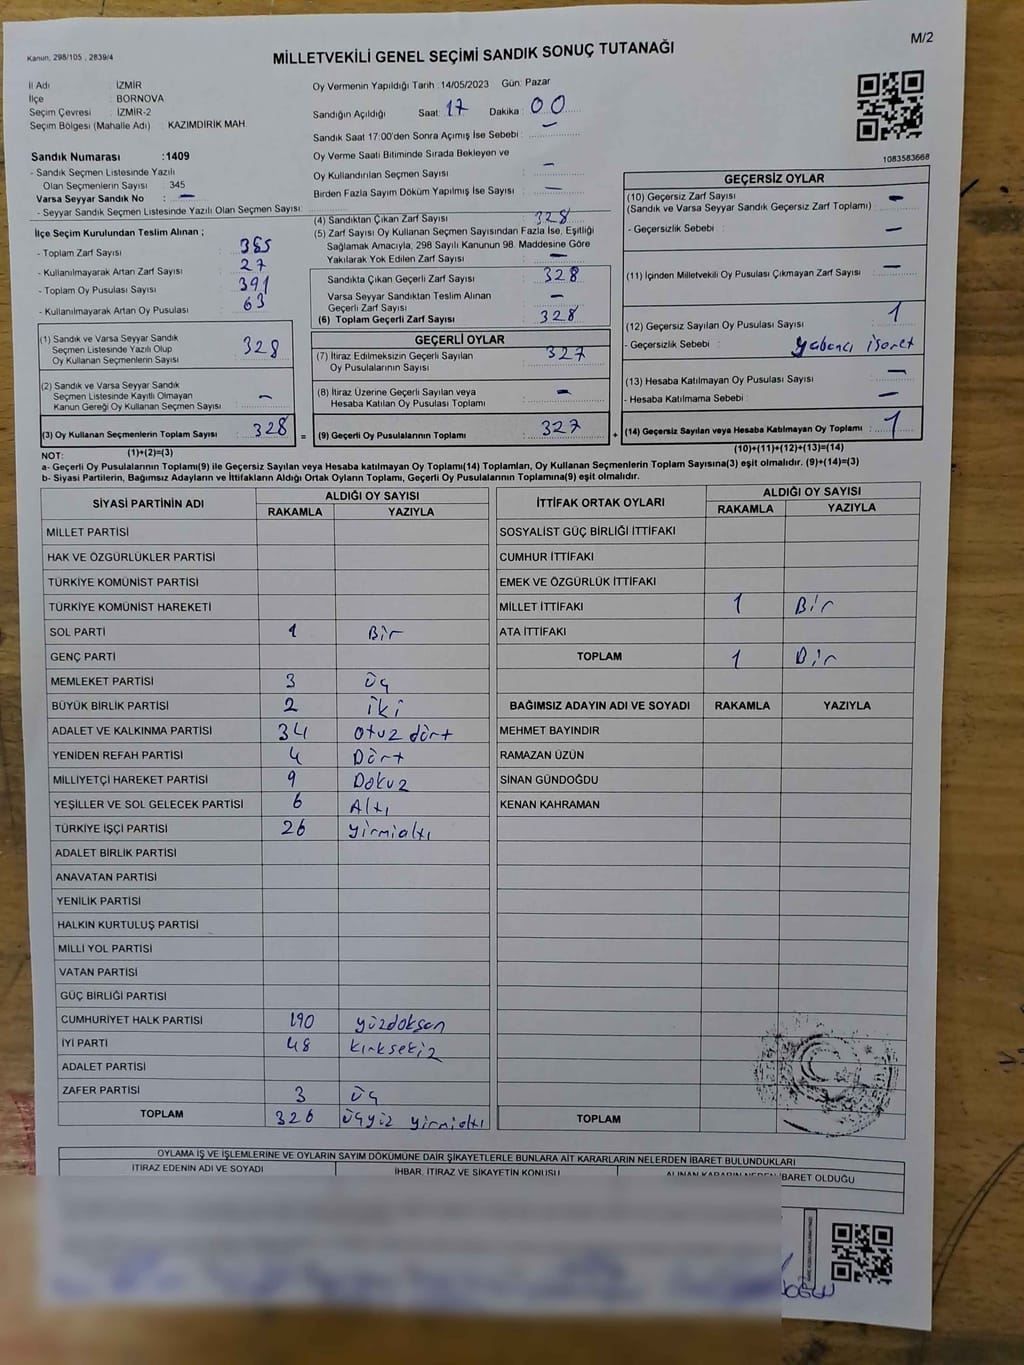 Kanun, 298/105 , 2839/4
MİLLETVEKİLİ GENEL SEÇİMİ SANDIK SONUÇ TUTANAĞI
M/2
İl Adı : İZMİR
İlçe : BORNOVA
Seçim Çevresi : İZMİR-2
Seçim Bölgesi (Mahalle Adı) : KAZIMDİRİK MAH.
Oy Vermenin Yapıldığı Tarih :14/05/2023 Gün: Pazar
Sandığın Açıldığı Saat: 17 Dakika : 00
Sandık Saat 17:00'den Sonra Açımış İse Sebebi : —
Sandık Numarası :1409
- Sandık Seçmen Listesinde Yazılı
Olan Seçmenlerin Sayısı : 345
Varsa Seyyar Sandık No : —
- Seyyar Sandık Seçmen Listesinde Yazılı Olan Seçmen Sayısı:
Oy Verme Saati Bitiminde Sırada Bekleyen ve
Oy Kullandırılan Seçmen Sayısı : —
Birden Fazla Sayım Döküm Yapılmış İse Sayısı : —
1083583668
İlçe Seçim Kurulundan Teslim Alınan ;
- Toplam Zarf Sayısı : 355
- Kullanılmayarak Artan Zarf Sayısı : 27
- Toplam Oy Pusulası Sayısı : 391
- Kullanılmayarak Artan Oy Pusulası : 63
(4) Sandıktan Çıkan Zarf Sayısı : 328
(5) Zarf Sayısı Oy Kullanan Seçmen Sayısından Fazla İse, Eşitliği
Sağlamak Amacıyla, 298 Sayılı Kanunun 98. Maddesine Göre
Yakılarak Yok Edilen Zarf Sayısı : —
Sandıkta Çıkan Geçerli Zarf Sayısı : 328
Varsa Seyyar Sandıktan Teslim Alınan
Geçerli Zarf Sayısı : —
(6) Toplam Geçerli Zarf Sayısı : 328
GEÇERSİZ OYLAR
(10) Geçersiz Zarf Sayısı : —
(Sandık ve Varsa Seyyar Sandık Geçersiz Zarf Toplamı)
- Geçersizlik Sebebi : —
(11) İçinden Milletvekili Oy Pusulası Çıkmayan Zarf Sayısı : —
(12) Geçersiz Sayılan Oy Pusulası Sayısı : 1
- Geçersizlik Sebebi : yabancı işaret
(13) Hesaba Katılmayan Oy Pusulası Sayısı : —
- Hesaba Katılmama Sebebi : —
(14) Geçersiz Sayılan veya Hesaba Katılmayan Oy Toplamı : 1
(10)+(11)+(12)+(13)=(14)
(1) Sandık ve Varsa Seyyar Sandık
Seçmen Listesinde Yazılı Olup
Oy Kullanan Seçmenlerin Sayısı : 328
(2) Sandık ve Varsa Seyyar Sandık
Seçmen Listesinde Kayıtlı Olmayan
Kanun Gereği Oy Kullanan Seçmen Sayısı : —
(3) Oy Kullanan Seçmenlerin Toplam Sayısı : 328 =
(1)+(2)=(3)
GEÇERLİ OYLAR
(7) İtiraz Edilmeksizin Geçerli Sayılan
Oy Pusulalarının Sayısı : 327
(8) İtiraz Üzerine Geçerli Sayılan veya
Hesaba Katılan Oy Pusulası Toplamı : —
(9) Geçerli Oy Pusulalarının Toplamı : 327 +
NOT:
a- Geçerli Oy Pusulalarının Toplamı(9) ile Geçersiz Sayılan veya Hesaba katılmayan Oy Toplamı(14) Toplamları, Oy Kullanan Seçmenlerin Toplam Sayısına(3) eşit olmalıdır. (9)+(14)=(3)
b- Siyasi Partilerin, Bağımsız Adayların ve İttifakların Aldığı Ortak Oyların Toplamı, Geçerli Oy Pusulalarının Toplamına(9) eşit olmalıdır.
SİYASİ PARTİNİN ADI ALDIĞI OY SAYISI
RAKAMLA YAZIYLA
MİLLET PARTİSİ
HAK VE ÖZGÜRLÜKLER PARTİSİ
TÜRKİYE KOMÜNİST PARTİSİ
TÜRKİYE KOMÜNİST HAREKETİ
SOL PARTİ 1 Bir
GENÇ PARTİ
MEMLEKET PARTİSİ 3 üç
BÜYÜK BİRLİK PARTİSİ 2 iki
ADALET VE KALKINMA PARTİSİ 34 otuz dört
YENİDEN REFAH PARTİSİ 4 Dört
MİLLİYETÇİ HAREKET PARTİSİ 9 Dokuz
YEŞİLLER VE SOL GELECEK PARTİSİ 6 Altı
TÜRKİYE İŞÇİ PARTİSİ 26 yirmialtı
ADALET BİRLİK PARTİSİ
ANAVATAN PARTİSİ
YENİLİK PARTİSİ
HALKIN KURTULUŞ PARTİSİ
MİLLİ YOL PARTİSİ
VATAN PARTİSİ
GÜÇ BİRLİĞİ PARTİSİ
CUMHURİYET HALK PARTİSİ 190 yüzdoksan
İYİ PARTİ 48 kırksekiz
ADALET PARTİSİ
ZAFER PARTİSİ 3 üç
TOPLAM 326 üçyüz yirmialtı
İTTİFAK ORTAK OYLARI ALDIĞI OY SAYISI
RAKAMLA YAZIYLA
SOSYALİST GÜÇ BİRLİĞİ İTTİFAKI
CUMHUR İTTİFAKI
EMEK VE ÖZGÜRLÜK İTTİFAKI
MİLLET İTTİFAKI 1 Bir
ATA İTTİFAKI
TOPLAM 1 Bir
BAĞIMSIZ ADAYIN ADI VE SOYADI RAKAMLA YAZIYLA
MEHMET BAYINDIR
RAMAZAN ÜZÜN
SİNAN GÜNDOĞDU
KENAN KAHRAMAN
TOPLAM
OYLAMA İŞ VE İŞLEMLERİNE VE OYLARIN SAYIM DÖKÜMÜNE DAİR ŞİKAYETLERLE BUNLARA AİT KARARLARIN NELERDEN İBARET BULUNDUKLARI
İTİRAZ EDENİN ADI VE SOYADI İHBAR, İTİRAZ VE ŞİKAYETİN KONUSU ALINAN KARARIN NEDEN İBARET OLDUĞU